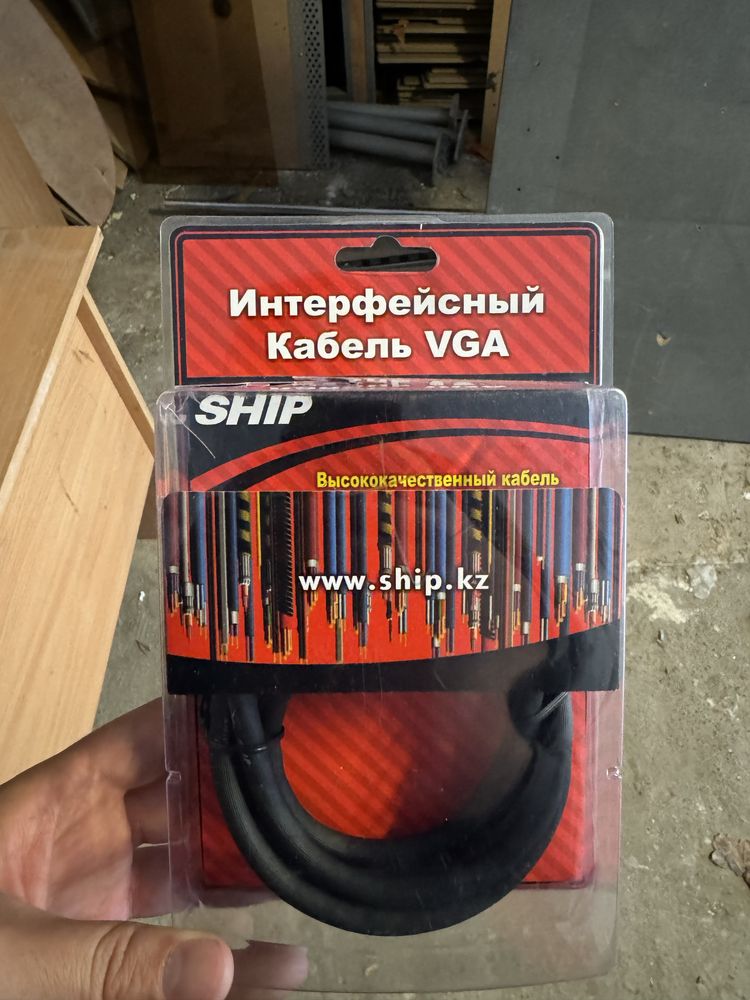 Интерфейсный
Кабель VGA
SHIP
Высококачественный кабель
www.ship.kz